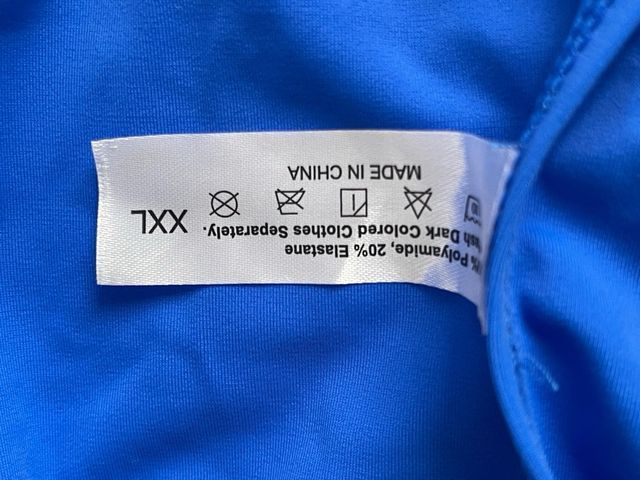 % Polyamide, 20% Elastane
Dark Colored Clothes Separately.
XXL
MADE IN CHINA